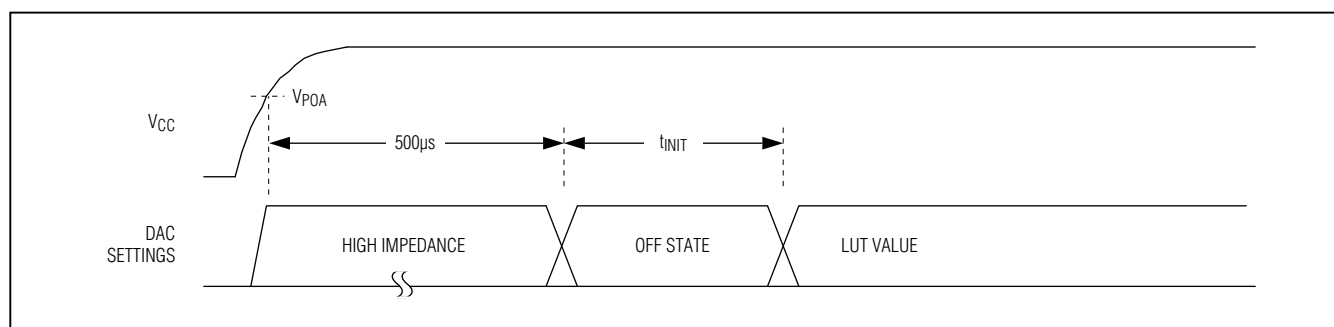 VPOA
VCC
500µs
tINIT
DAC
SETTINGS
HIGH IMPEDANCE
OFF STATE
LUT VALUE